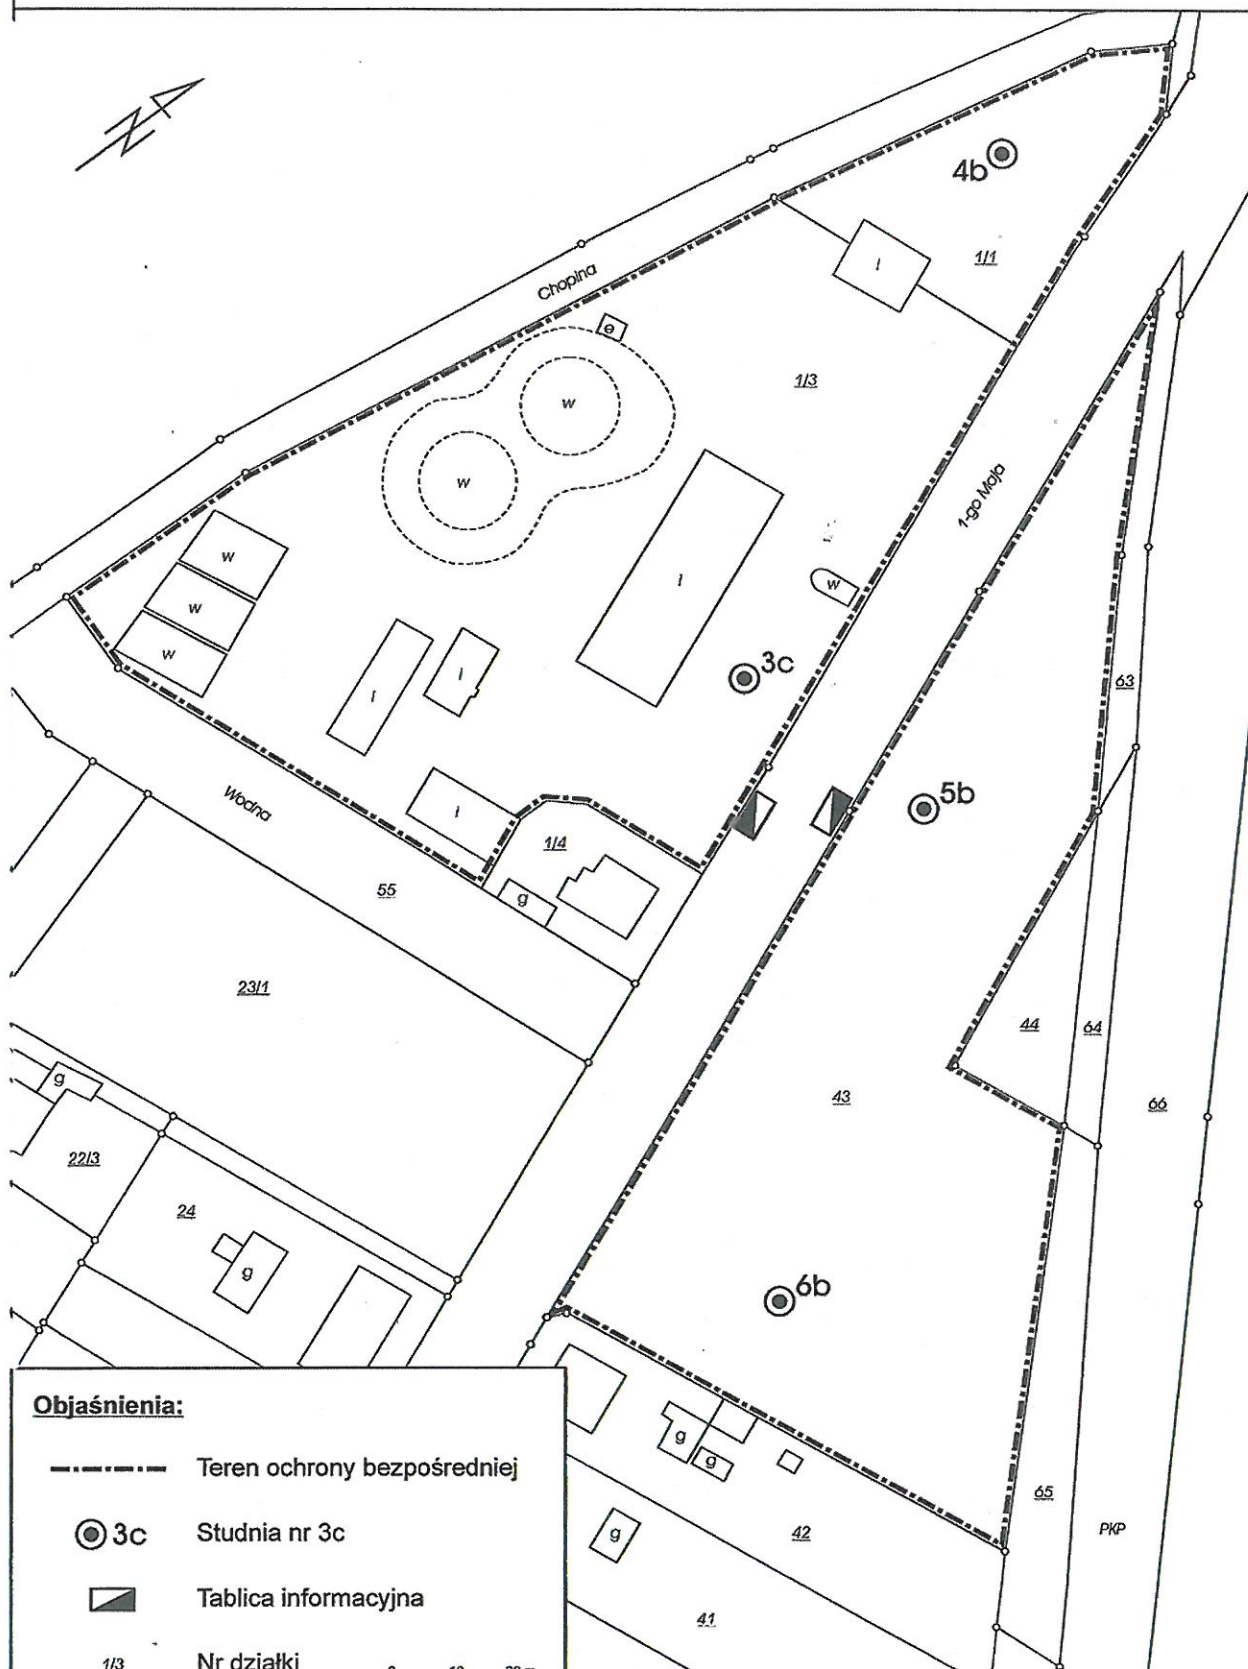 N
4b
Chopina
1/1
l
e
1/3
w
w
1-go Maja
w
w
w
l
w
3c
63
l
l
5b
Wodna
l
1/4
55
g
23/1
44
64
43
66
g
22/3
24
g
6b
g
g
65
g
42
PKP
41
Objaśnienia:
Teren ochrony bezpośredniej
3c Studnia nr 3c
Tablica informacyjna
1/3 Nr działki